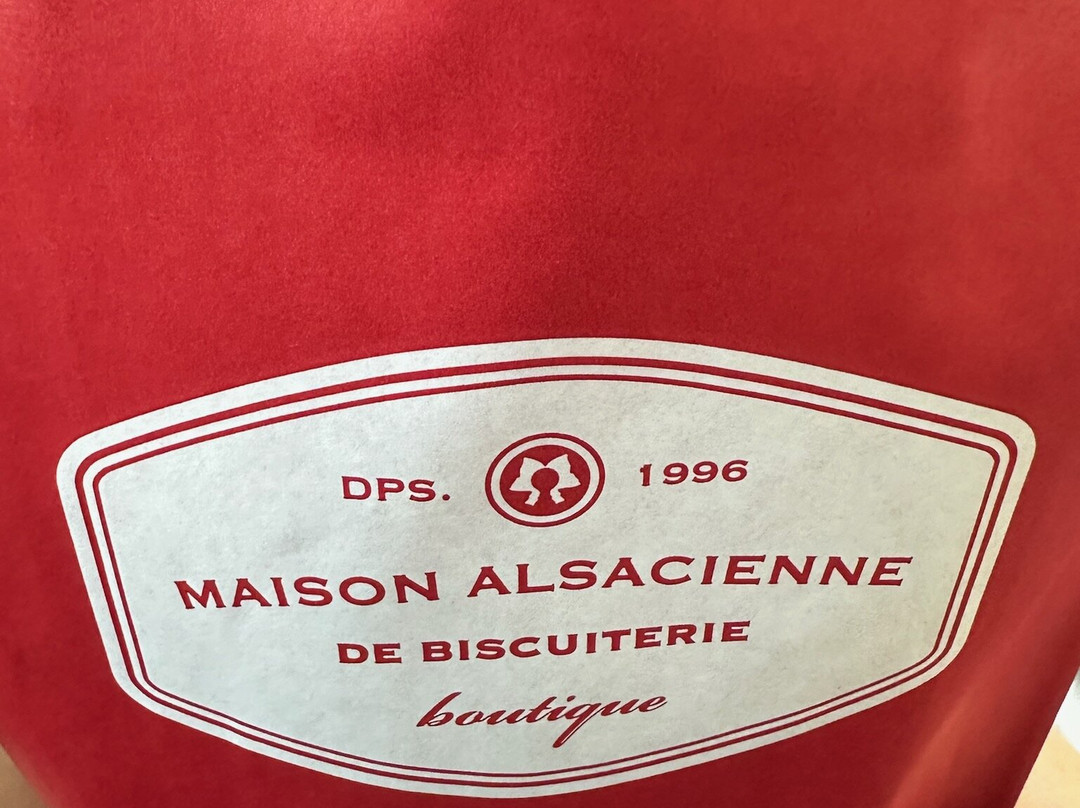 DPS. 1996
MAISON ALSACIENNE
DE BISCUITERIE
boutique